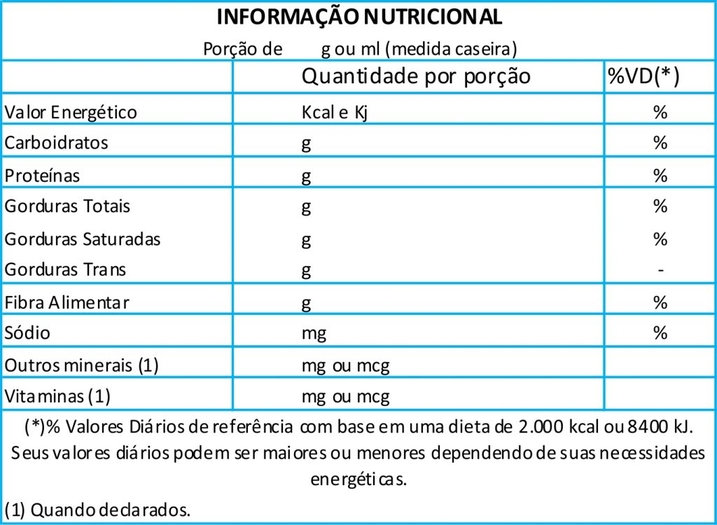 INFORMAÇÃO NUTRICIONAL
Porção de g ou ml (medida caseira)
Quantidade por porção %VD(*)
Valor Energético Kcal e Kj %
Carboidratos g %
Proteínas g %
Gorduras Totais g %
Gorduras Saturadas g %
Gorduras Trans g -
Fibra Alimentar g %
Sódio mg %
Outros minerais (1) mg ou mcg
Vitaminas (1) mg ou mcg
(*)% Valores Diários de referência com base em uma dieta de 2.000 kcal ou 8400 kJ.
Seus valores diários podem ser maiores ou menores dependendo de suas necessidades
energéticas.
(1) Quando declarados.